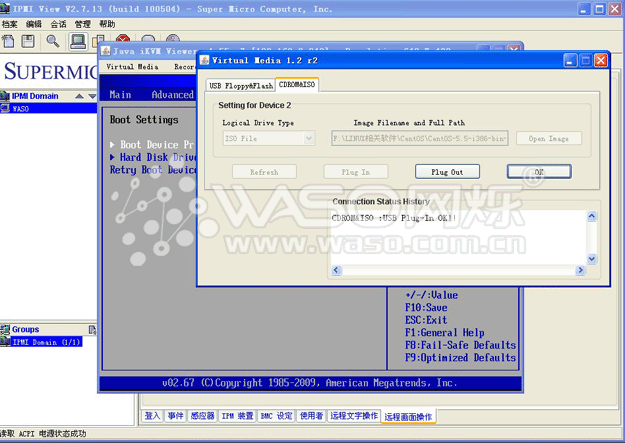 IPMI View V2.7.13 (build 100504) - Super Micro Computer, Inc.
档案 编辑 会话 管理 帮助
SUPERMIC
IPMI Domain
WASO
Java iKVM Viewer
Virtual Media Recor
Main Advanced
Boot Settings
Boot Device Pr
Hard Disk Drive
Retry Boot Device
Virtual Media 1.2 r2
USB Floppy&Flash CDROM&ISO
Setting for Device 2
Logical Drive Type Image Filename and Full Path
ISO File F:\LINUX相关软件\CentOS\CentOS-5.5-i386-bin- Open Image
Refresh Plug In Plug Out OK
Connection Status History
CDROM&ISO :USB Plug-In OK!!
WASO网烁®
www.waso.com.cn
+/-/:Value
F10:Save
ESC:Exit
F1:General Help
F8:Fail-Safe Defaults
F9:Optimized Defaults
v02.67 (C)Copyright 1985-2009, American Megatrends, Inc.
Groups
IPMI Domain (1/1)
登入 事件 感应器 IPM 装置 BMC 设定 使用者 远程文字操作 远程画面操作
读取 ACPI 电源状态成功